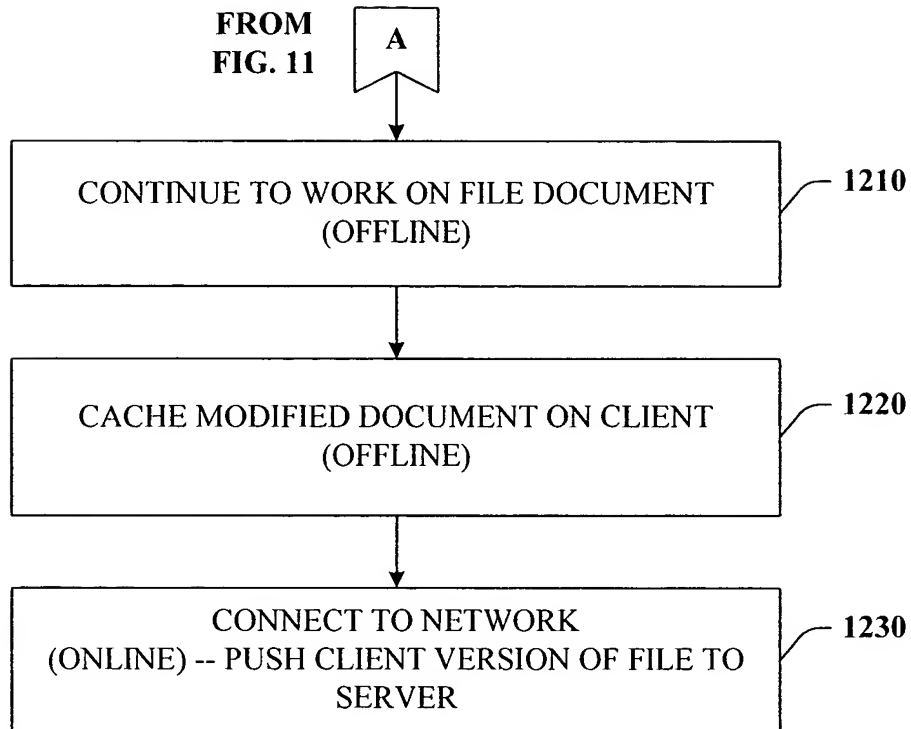 FROM
FIG. 11
A
CONTINUE TO WORK ON FILE DOCUMENT
(OFFLINE)
1210
CACHE MODIFIED DOCUMENT ON CLIENT
(OFFLINE)
1220
CONNECT TO NETWORK
(ONLINE) -- PUSH CLIENT VERSION OF FILE TO
SERVER
1230